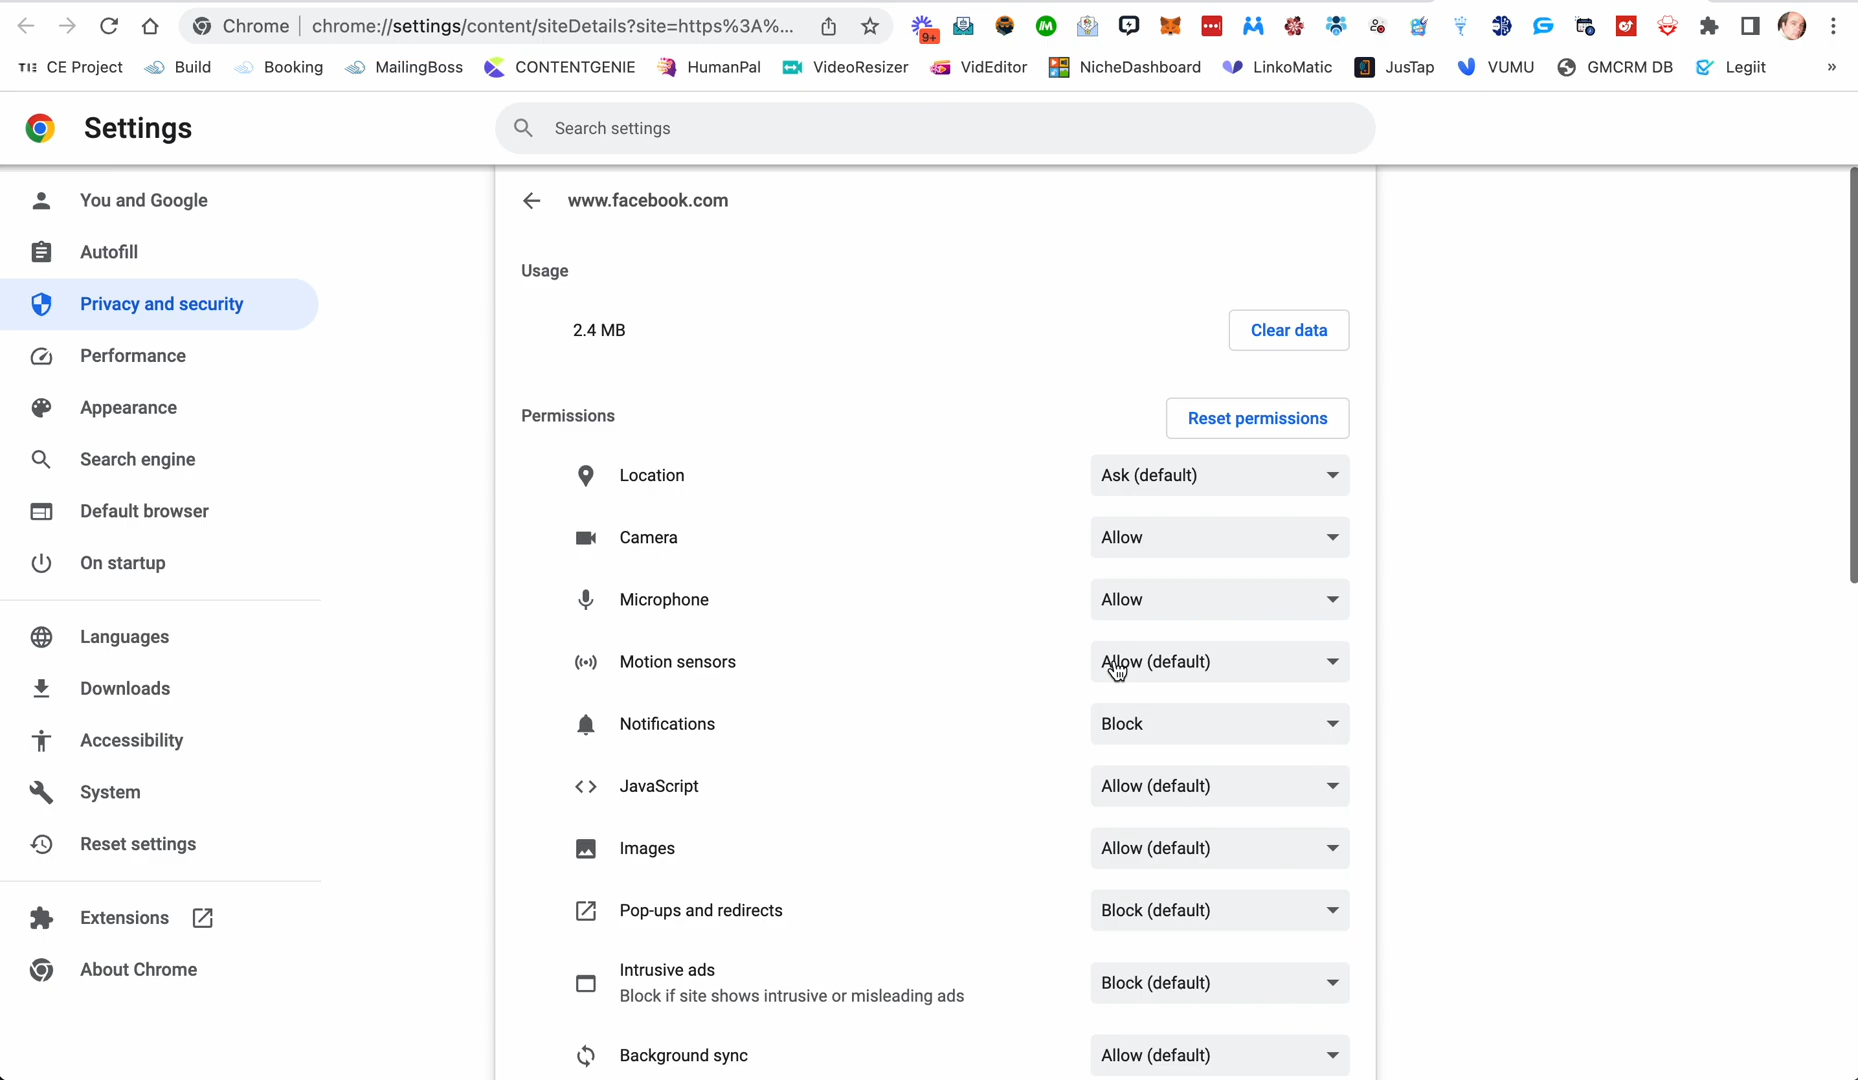 Chrome
chrome://settings/content/siteDetails?site=https%3A%...
9+
TIE CE Project
Build
Booking
MailingBoss
CONTENTGENIE
HumanPal
VideoResizer
VidEditor
NicheDashboard
LinkoMatic
JusTap
VUMU
GMCRM DB
Legiit
»
Settings
Search settings
You and Google
Autofill
Privacy and security
Performance
Appearance
Search engine
Default browser
On startup
Languages
Downloads
Accessibility
System
Reset settings
Extensions
About Chrome
www.facebook.com
Usage
2.4 MB
Clear data
Permissions
Reset permissions
Location
Ask (default)
Camera
Allow
Microphone
Allow
Motion sensors
Allow (default)
Notifications
Block
JavaScript
Allow (default)
Images
Allow (default)
Pop-ups and redirects
Block (default)
Intrusive ads
Block if site shows intrusive or misleading ads
Block (default)
Background sync
Allow (default)